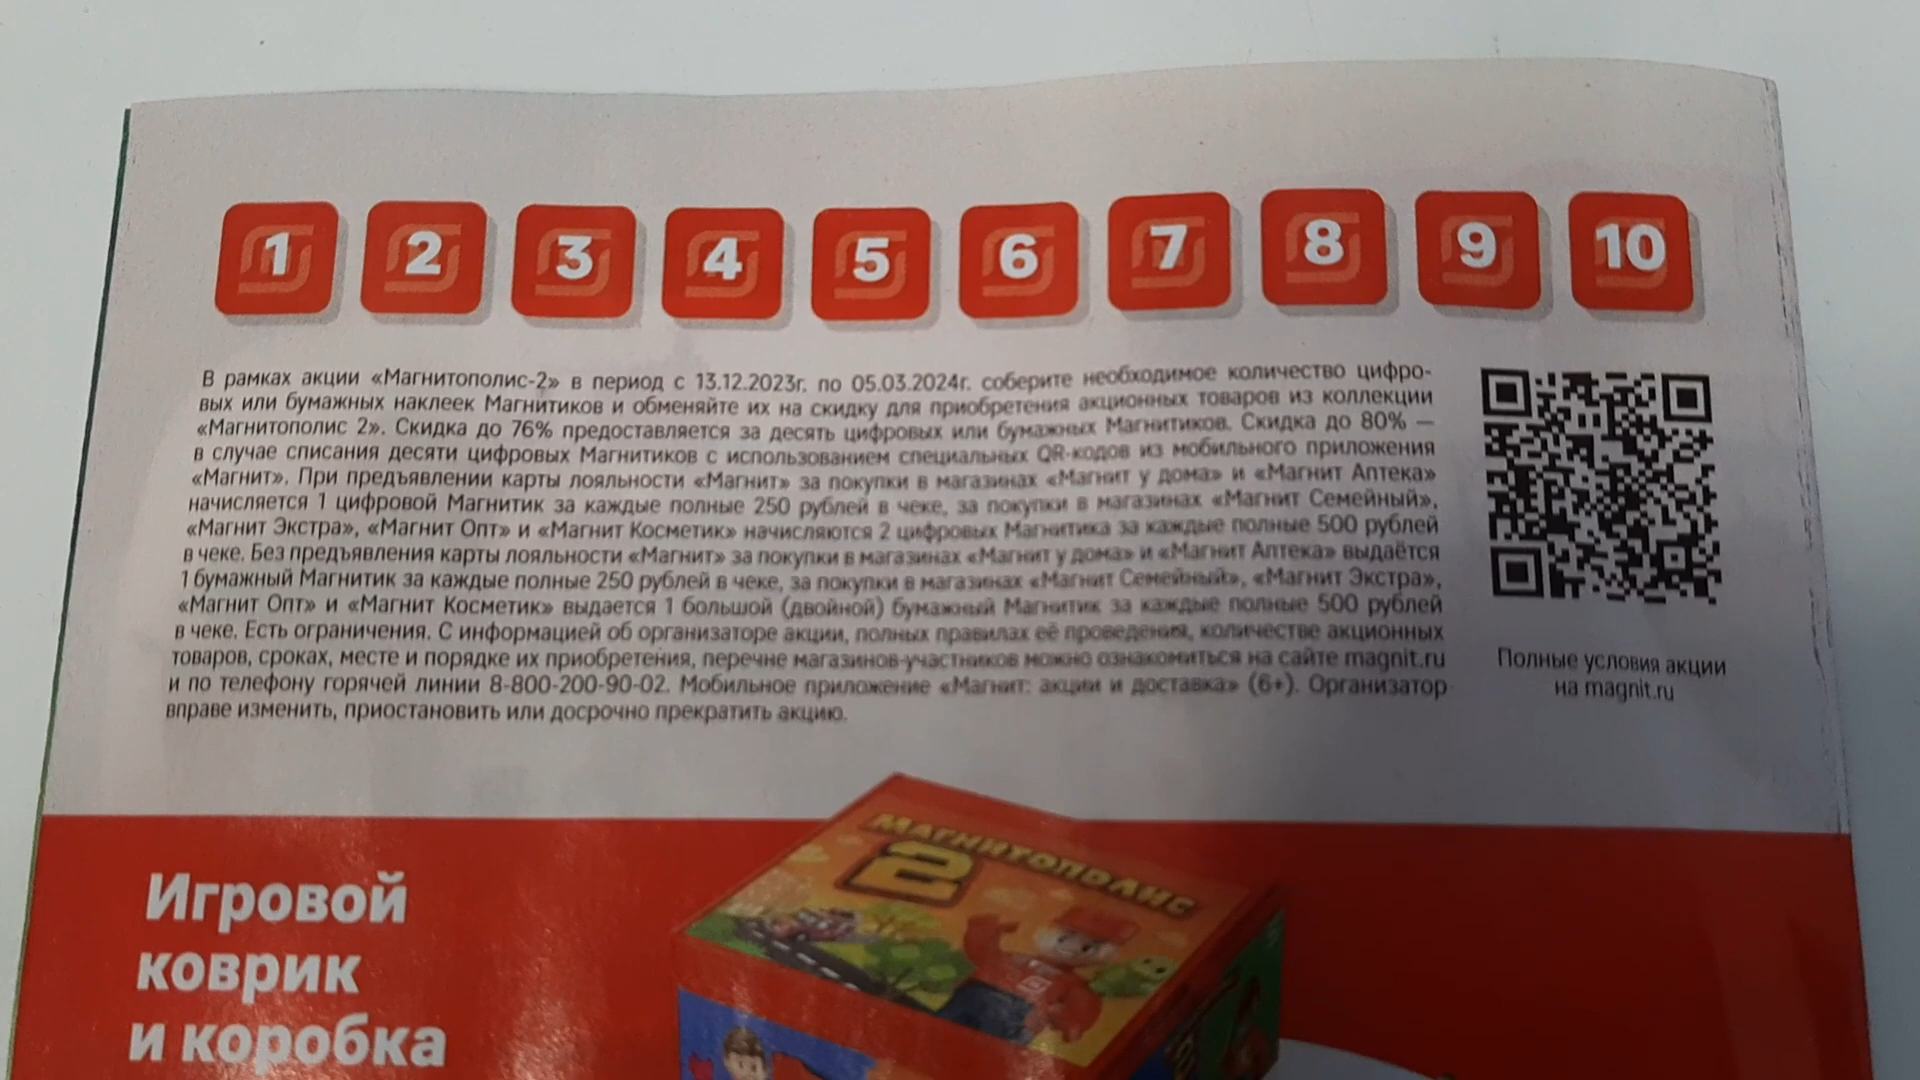 1 2 3 4 5 6 7 8 9 10
В рамках акции «Магнитополис-2» в период с 13.12.2023г. по 05.03.2024г. соберите необходимое количество цифро-
вых или бумажных наклеек Магнитиков и обменяйте их на скидку для приобретения акционных товаров из коллекции
«Магнитополис 2». Скидка до 76% предоставляется за десять цифровых или бумажных Магнитиков. Скидка до 80% —
в случае списания десяти цифровых Магнитиков с использованием специальных QR-кодов из мобильного приложения
«Магнит». При предъявлении карты лояльности «Магнит» за покупки в магазинах «Магнит у дома» и «Магнит Аптека»
начисляется 1 цифровой Магнитик за каждые полные 250 рублей в чеке, за покупки в магазинах «Магнит Семейный»,
«Магнит Экстра», «Магнит Опт» и «Магнит Косметик» начисляются 2 цифровых Магнитика за каждые полные 500 рублей
в чеке. Без предъявления карты лояльности «Магнит» за покупки в магазинах «Магнит у дома» и «Магнит Аптека» выдаётся
1 бумажный Магнитик за каждые полные 250 рублей в чеке, за покупки в магазинах «Магнит Семейный», «Магнит Экстра»,
«Магнит Опт» и «Магнит Косметик» выдается 1 большой (двойной) бумажный Магнитик за каждые полные 500 рублей
в чеке. Есть ограничения. С информацией об организаторе акции, полных правилах её проведения, количестве акционных
товаров, сроках, месте и порядке их приобретения, перечне магазинов-участников можно ознакомиться на сайте magnit.ru
и по телефону горячей линии 8-800-200-90-02. Мобильное приложение «Магнит: акции и доставка» (6+). Организатор
вправе изменить, приостановить или досрочно прекратить акцию.
Полные условия акции
на magnit.ru
МАГНИТОПОЛИС
2
Игровой
коврик
и коробка